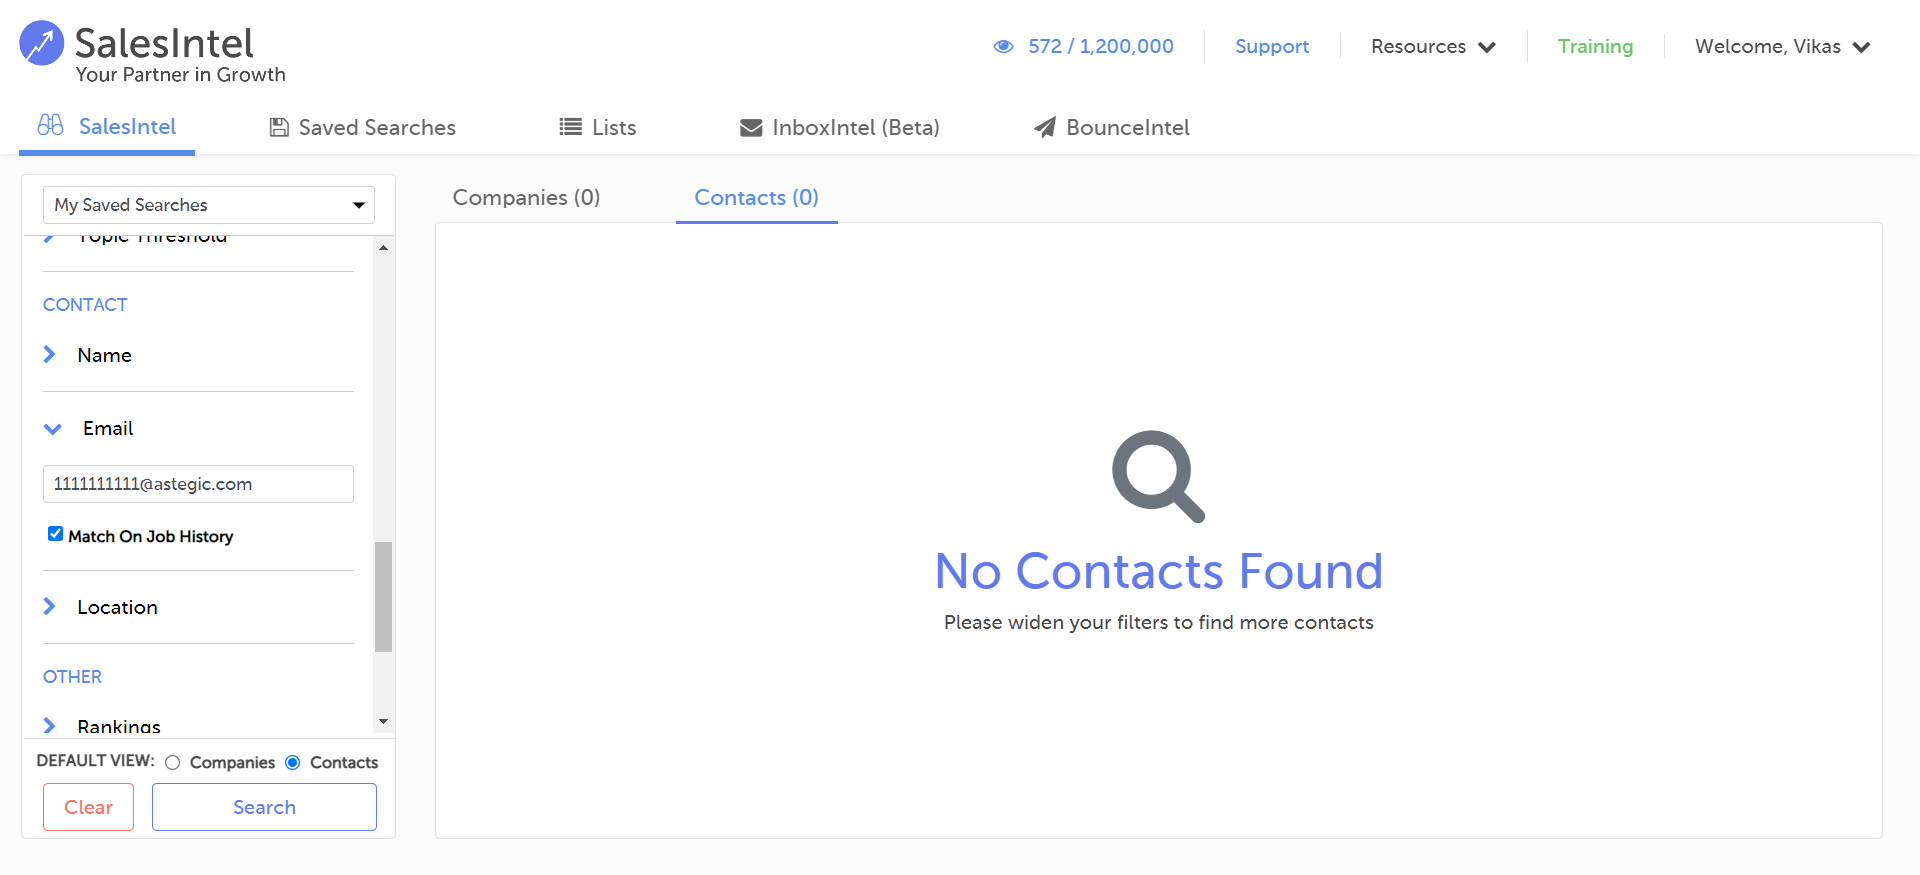 SalesIntel
Your Partner in Growth
572 / 1,200,000
Support
Resources
Training
Welcome, Vikas
SalesIntel
Saved Searches
Lists
InboxIntel (Beta)
BounceIntel
My Saved Searches
Topic Threshold
CONTACT
Name
Email
1111111111@astegic.com
Match On Job History
Location
OTHER
Rankings
DEFAULT VIEW:
Companies
Contacts
Clear
Search
Companies (0)
Contacts (0)
No Contacts Found
Please widen your filters to find more contacts